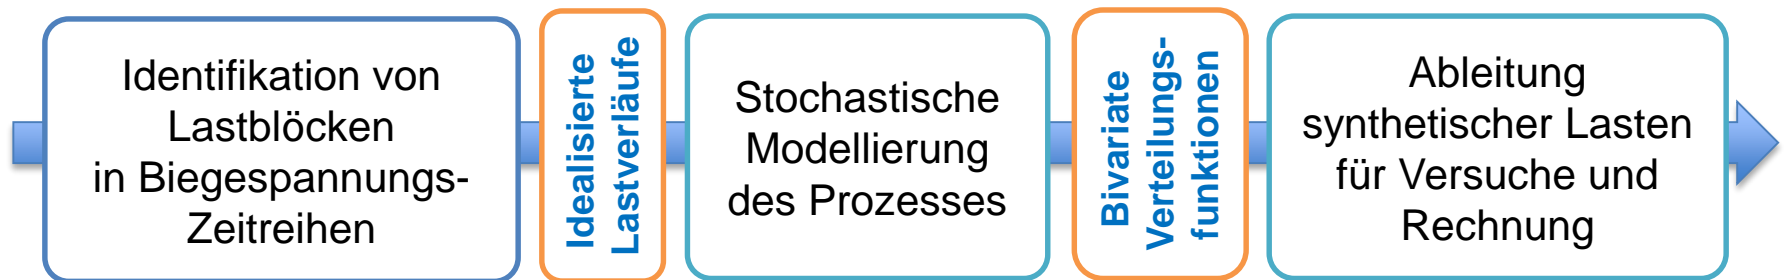 Identifikation von
Lastblöcken
in Biegespannungs-
Zeitreihen
Idealisierte
Lastverläufe
Stochastische
Modellierung
des Prozesses
Bivariate
Verteilungs-
funktionen
Ableitung
synthetischer Lasten
für Versuche und
Rechnung